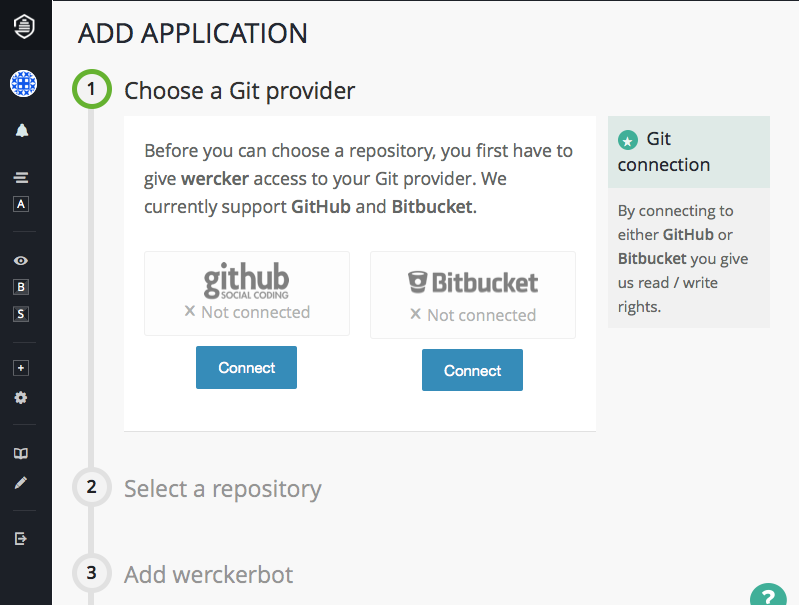 ADD APPLICATION
1 Choose a Git provider
Before you can choose a repository, you first have to
give wercker access to your Git provider. We
currently support GitHub and Bitbucket.
github
SOCIAL CODING
✕ Not connected
Connect
Bitbucket
✕ Not connected
Connect
Git
connection
By connecting to
either GitHub or
Bitbucket you give
us read / write
rights.
A
B
S
+
2 Select a repository
3 Add werckerbot
?